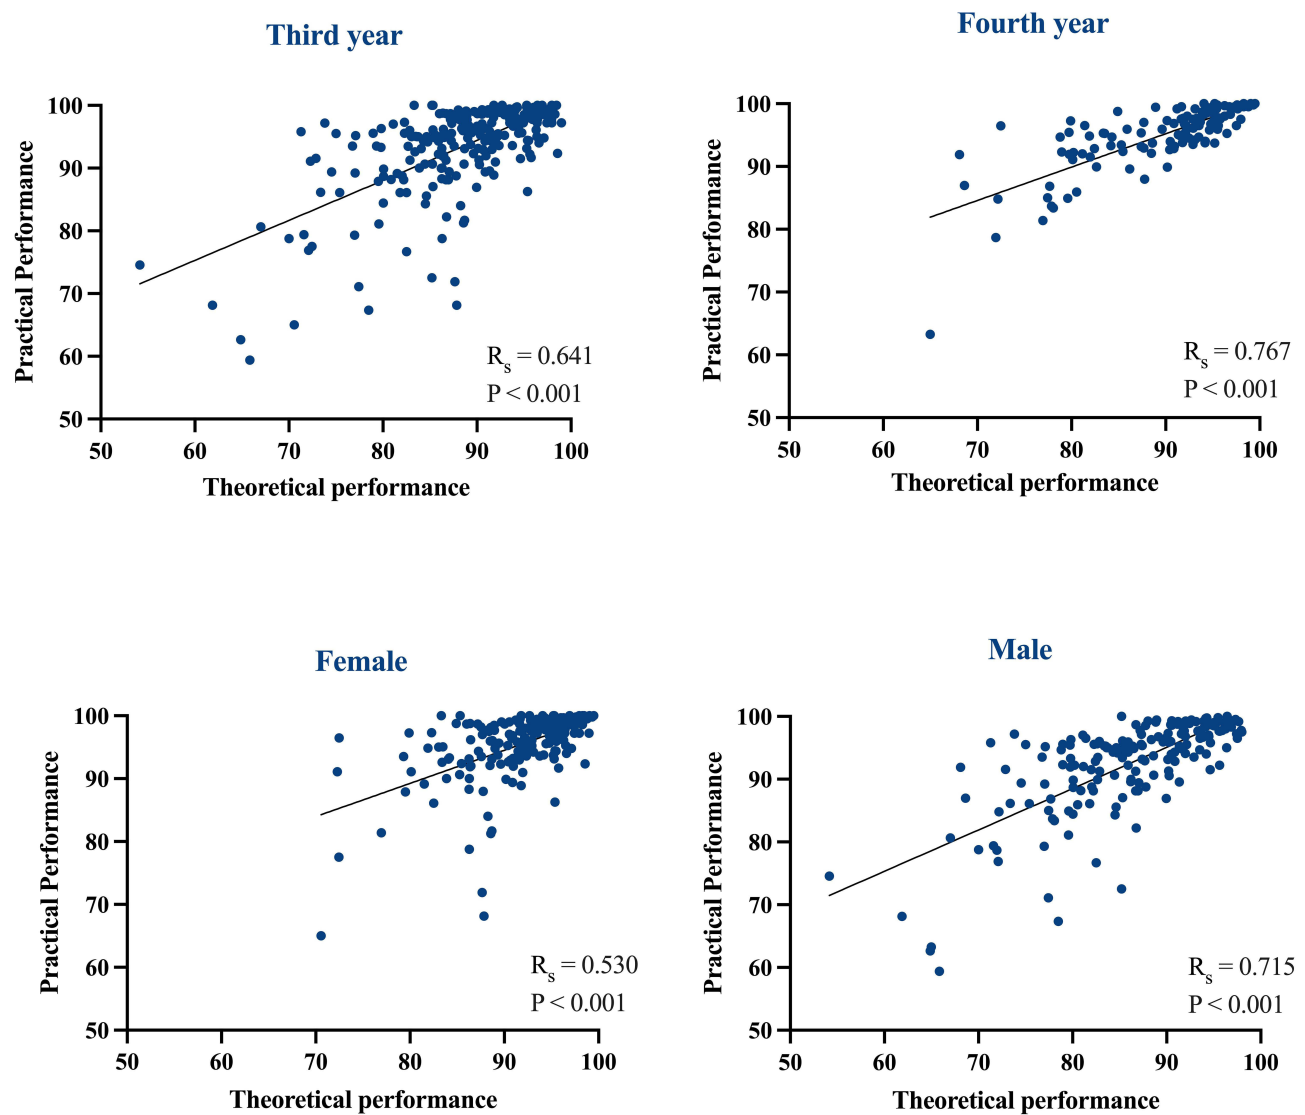 Third year
Practical Performance
100
90
80
70
60
50
50 60 70 80 90 100
Theoretical performance
Rs = 0.641
P < 0.001
Fourth year
Practical Performance
100
90
80
70
60
50
50 60 70 80 90 100
Theoretical performance
Rs = 0.767
P < 0.001
Female
Practical Performance
100
90
80
70
60
50
50 60 70 80 90 100
Theoretical performance
Rs = 0.530
P < 0.001
Male
Practical Performance
100
90
80
70
60
50
50 60 70 80 90 100
Theoretical performance
Rs = 0.715
P < 0.001